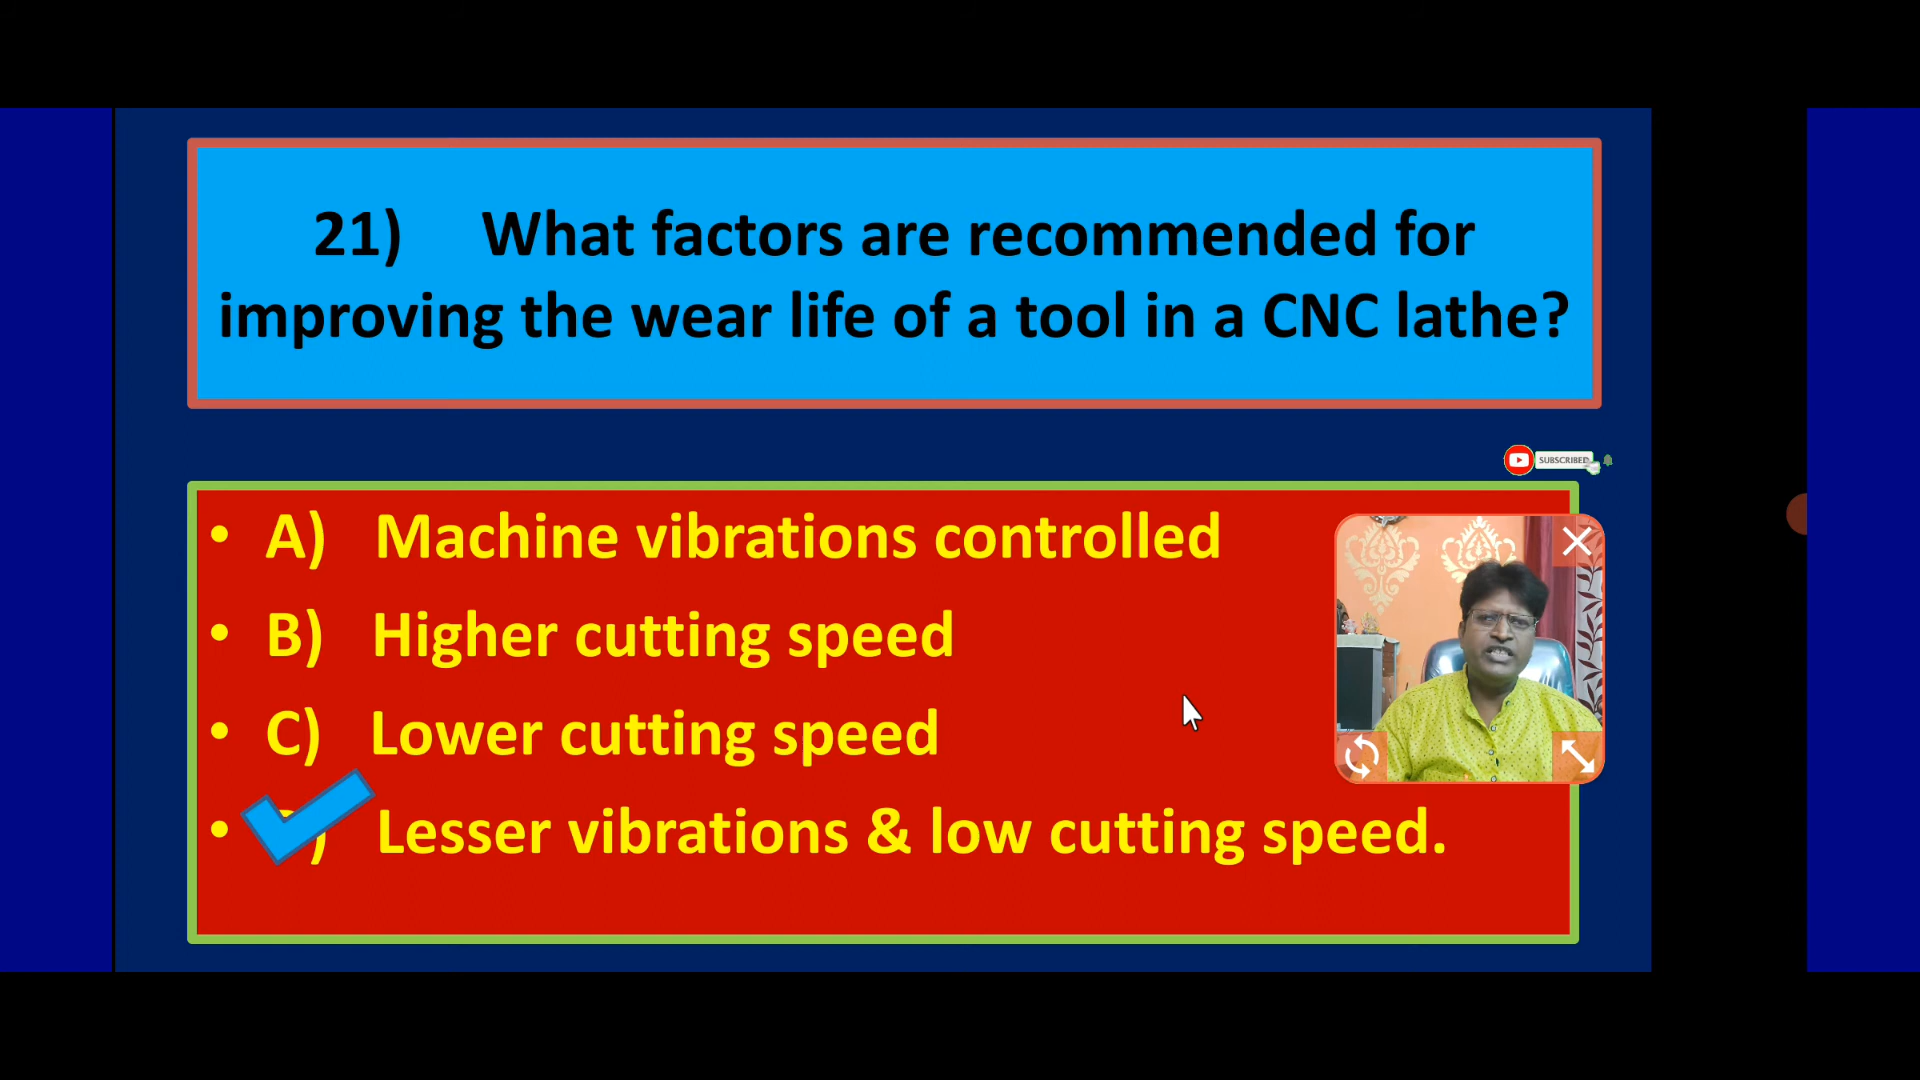 21) What factors are recommended for
improving the wear life of a tool in a CNC lathe?
SUBSCRIBED
• A) Machine vibrations controlled
• B) Higher cutting speed
• C) Lower cutting speed
• ) Lesser vibrations & low cutting speed.